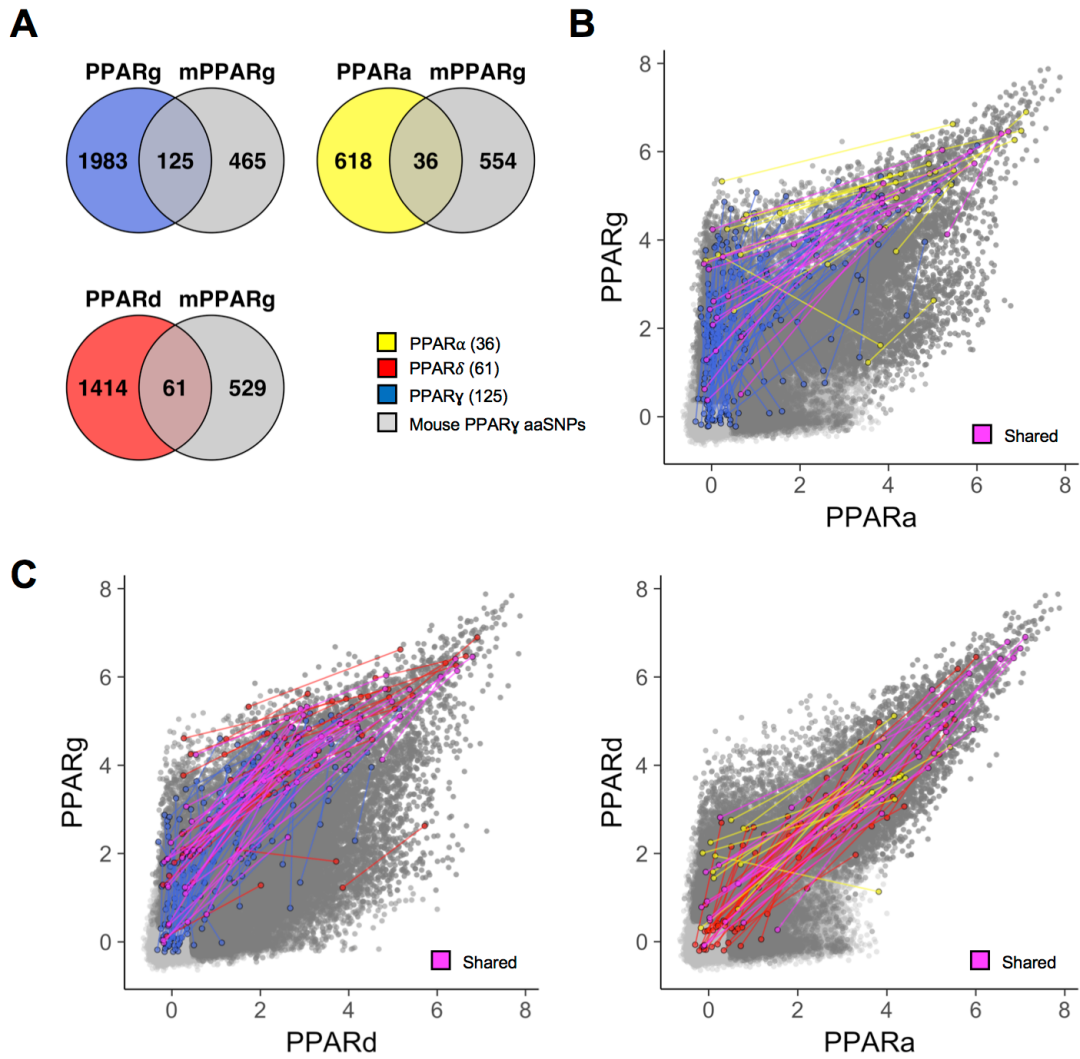 A
PPARg mPPARg
1983 125 465
PPARa mPPARg
618 36 554
PPARd mPPARg
1414 61 529
PPARα (36)
PPARδ (61)
PPARɣ (125)
Mouse PPARɣ aaSNPs
B
8
6
4
2
0
PPARg
0 2 4 6 8
PPARa
Shared
C
8
6
4
2
0
PPARg
0 2 4 6 8
PPARd
Shared
8
6
4
2
0
PPARd
0 2 4 6 8
PPARa
Shared